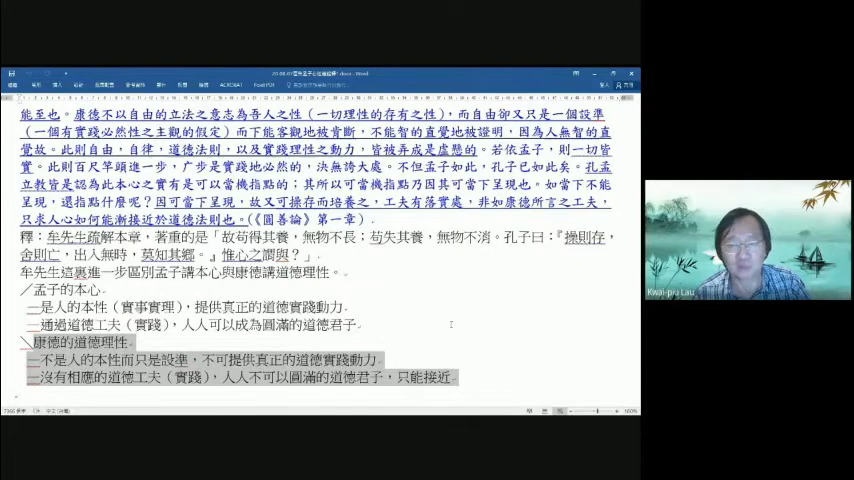 能至也。康德不以自由的立法之意志為吾人之性（一切理性的存有之性），而自由卻又只是一個設準
（一個有實踐必然性之主觀的假定）而不能客觀地被肯斷，不能智的直覺地被證明，因為人無智的直
覺故。此則自由，自律，道德法則，以及實踐理性之動力，皆被弄成是虛懸的。若依孟子，則一切皆
實。此則百尺竿頭進一步，一步是實踐地必然的，決無誇大處。不但孟子如此，孔子已如此矣。孔孟
立教皆是認為此本心之實有是可以當機指點的；其所以可當機指點乃因其可當下呈現也。如當下不能
呈現，還指點什麼呢？因可當下呈現，故又可操存而培養之，工夫有落實處，非如康德所言之工夫，
只求人心如何能漸接近於道德法則也。（《圓善論》第一章）
釋：牟先生疏解本章，著重的是「故苟得其養，無物不長；苟失其養，無物不消。孔子曰：『操則存，
舍則亡，出入無時，莫知其鄉。』惟心之謂與？」
牟先生這裏進一步區別孟子講本心與康德講道德理性。
／孟子的本心
—是人的本性（實事實理），提供真正的道德實踐動力
—通過道德工夫（實踐），人人可以成為圓滿的道德君子
＼康德的道德理性
—不是人的本性而只是設準，不可提供真正的道德實踐動力
—沒有相應的道德工夫（實踐），人人不可以圓滿的道德君子，只能接近
Kwai-piu Lau
ACROBAT
160%